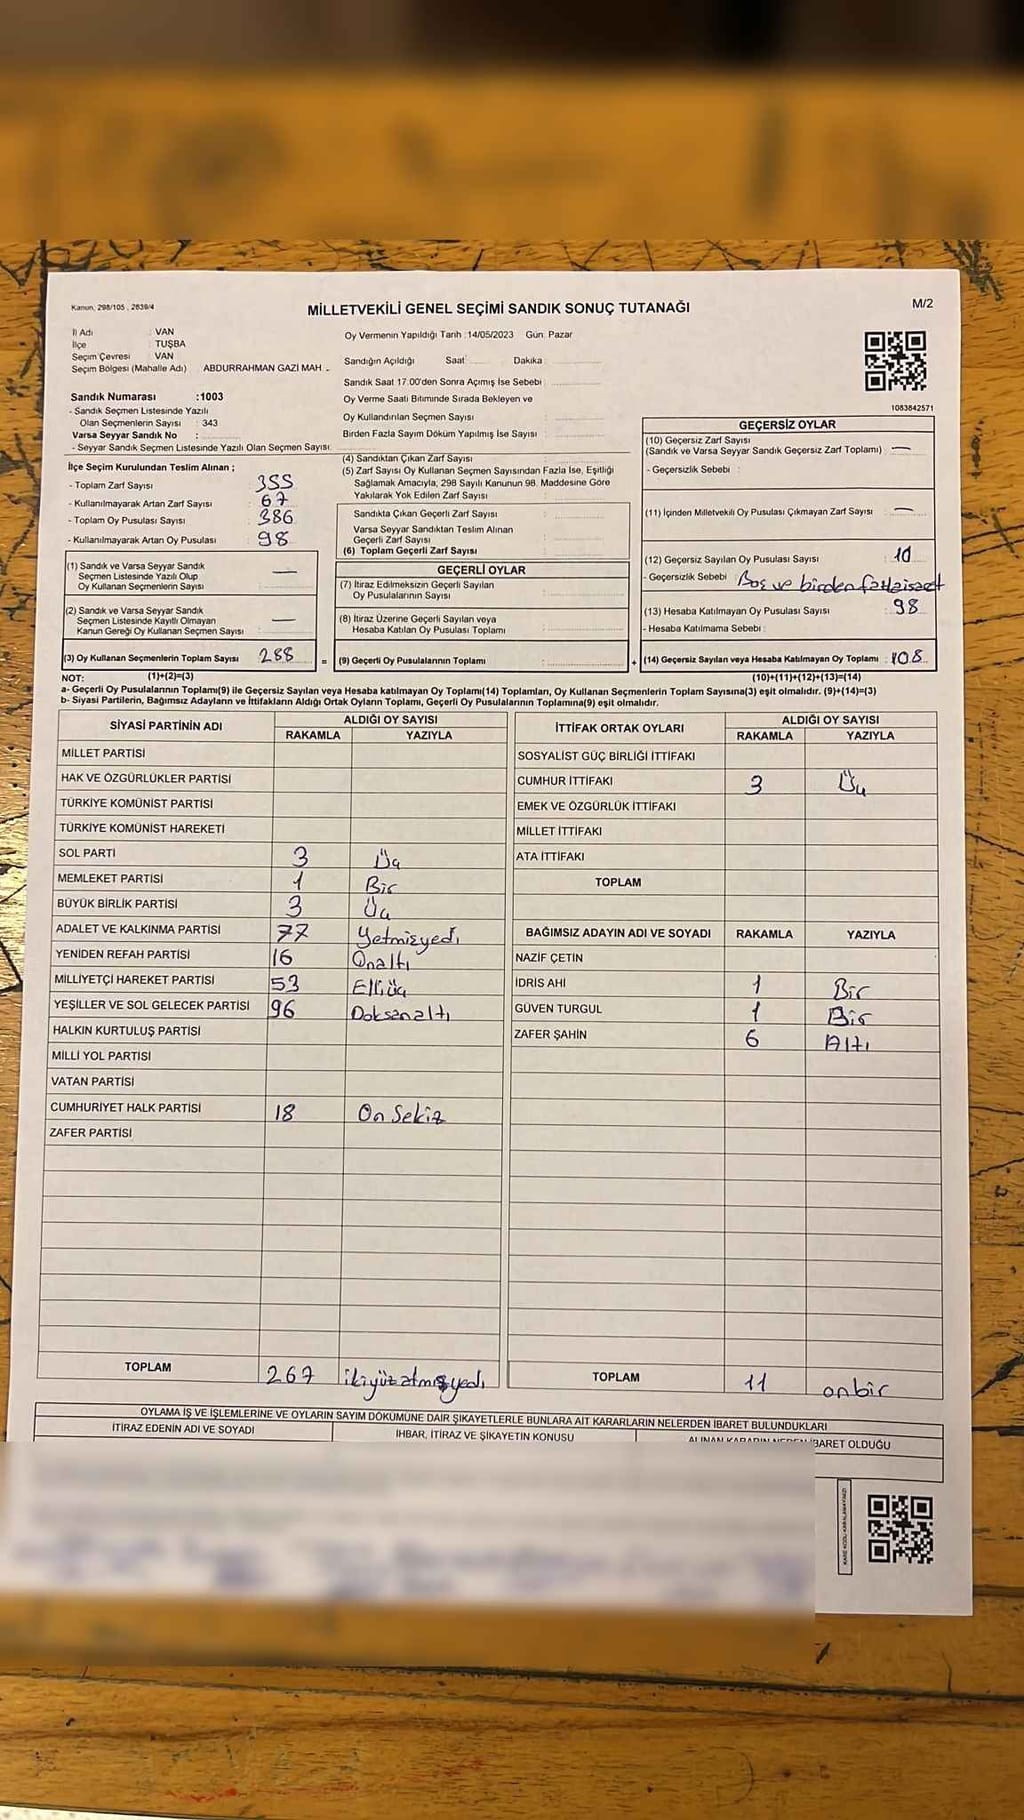 Kanun, 298/105 , 2839/4
MİLLETVEKİLİ GENEL SEÇİMİ SANDIK SONUÇ TUTANAĞI
M/2
İl Adı : VAN
İlçe : TUŞBA
Seçim Çevresi : VAN
Seçim Bölgesi (Mahalle Adı) : ABDURRAHMAN GAZİ MAH. -
Oy Vermenin Yapıldığı Tarih : 14/05/2023 Gün: Pazar
Sandığın Açıldığı Saat Dakika
Sandık Saat 17.00'den Sonra Açımış İse Sebebi :
Oy Verme Saati Bitiminde Sırada Bekleyen ve
Oy Kullandırılan Seçmen Sayısı :
Birden Fazla Sayım Döküm Yapılmış İse Sayısı :
1083842571
Sandık Numarası :1003
- Sandık Seçmen Listesinde Yazılı
Olan Seçmenlerin Sayısı : 343
Varsa Seyyar Sandık No :
- Seyyar Sandık Seçmen Listesinde Yazılı Olan Seçmen Sayısı:
İlçe Seçim Kurulundan Teslim Alınan ;
- Toplam Zarf Sayısı : 355
- Kullanılmayarak Artan Zarf Sayısı : 67
- Toplam Oy Pusulası Sayısı : 386
- Kullanılmayarak Artan Oy Pusulası : 98
(1) Sandık ve Varsa Seyyar Sandık
Seçmen Listesinde Yazılı Olup
Oy Kullanan Seçmenlerin Sayısı : —
(2) Sandık ve Varsa Seyyar Sandık
Seçmen Listesinde Kayıtlı Olmayan
Kanun Gereği Oy Kullanan Seçmen Sayısı : —
(3) Oy Kullanan Seçmenlerin Toplam Sayısı : 288 =
(4) Sandıktan Çıkan Zarf Sayısı :
(5) Zarf Sayısı Oy Kullanan Seçmen Sayısından Fazla İse, Eşitliği
Sağlamak Amacıyla, 298 Sayılı Kanunun 98. Maddesine Göre
Yakılarak Yok Edilen Zarf Sayısı :
Sandıkta Çıkan Geçerli Zarf Sayısı :
Varsa Seyyar Sandıktan Teslim Alınan
Geçerli Zarf Sayısı :
(6) Toplam Geçerli Zarf Sayısı :
GEÇERLİ OYLAR
(7) İtiraz Edilmeksizin Geçerli Sayılan
Oy Pusulalarının Sayısı :
(8) İtiraz Üzerine Geçerli Sayılan veya
Hesaba Katılan Oy Pusulası Toplamı :
(9) Geçerli Oy Pusulalarının Toplamı : +
GEÇERSİZ OYLAR
(10) Geçersiz Zarf Sayısı
(Sandık ve Varsa Seyyar Sandık Geçersiz Zarf Toplamı) : —
- Geçersizlik Sebebi :
(11) İçinden Milletvekili Oy Pusulası Çıkmayan Zarf Sayısı : —
(12) Geçersiz Sayılan Oy Pusulası Sayısı : 10
- Geçersizlik Sebebi : Boş ve birden
(13) Hesaba Katılmayan Oy Pusulası Sayısı : 98
- Hesaba Katılmama Sebebi :
(14) Geçersiz Sayılan veya Hesaba Katılmayan Oy Toplamı : 108
NOT: (1)+(2)=(3) (10)+(11)+(12)+(13)=(14)
a- Geçerli Oy Pusulalarının Toplamı(9) ile Geçersiz Sayılan veya Hesaba katılmayan Oy Toplamı(14) Toplamları, Oy Kullanan Seçmenlerin Toplam Sayısına(3) eşit olmalıdır. (9)+(14)=(3)
b- Siyasi Partilerin, Bağımsız Adayların ve İttifakların Aldığı Ortak Oyların Toplamı, Geçerli Oy Pusulalarının Toplamına(9) eşit olmalıdır.
SİYASİ PARTİNİN ADI ALDIĞI OY SAYISI
RAKAMLA YAZIYLA
MİLLET PARTİSİ
HAK VE ÖZGÜRLÜKLER PARTİSİ
TÜRKİYE KOMÜNİST PARTİSİ
TÜRKİYE KOMÜNİST HAREKETİ
SOL PARTİ 3 Üç
MEMLEKET PARTİSİ 1 Bir
BÜYÜK BİRLİK PARTİSİ 3 Üç
ADALET VE KALKINMA PARTİSİ 77 Yetmişyedi
YENİDEN REFAH PARTİSİ 16 Onaltı
MİLLİYETÇİ HAREKET PARTİSİ 53 Elliüç
YEŞİLLER VE SOL GELECEK PARTİSİ 96 Doksanaltı
HALKIN KURTULUŞ PARTİSİ
MİLLİ YOL PARTİSİ
VATAN PARTİSİ
CUMHURİYET HALK PARTİSİ 18 On Sekiz
ZAFER PARTİSİ
TOPLAM 267 ikiyüzatmışyedi
İTTİFAK ORTAK OYLARI ALDIĞI OY SAYISI
RAKAMLA YAZIYLA
SOSYALİST GÜÇ BİRLİĞİ İTTİFAKI
CUMHUR İTTİFAKI 3 Üç
EMEK VE ÖZGÜRLÜK İTTİFAKI
MİLLET İTTİFAKI
ATA İTTİFAKI
TOPLAM
BAĞIMSIZ ADAYIN ADI VE SOYADI RAKAMLA YAZIYLA
NAZİF ÇETİN
İDRİS AHİ 1 Bir
GÜVEN TURGUL 1 Bir
ZAFER ŞAHİN 6 Altı
TOPLAM 11 onbir
OYLAMA İŞ VE İŞLEMLERİNE VE OYLARIN SAYIM DÖKÜMÜNE DAİR ŞİKAYETLERLE BUNLARA AİT KARARLARIN NELERDEN İBARET BULUNDUKLARI
İTİRAZ EDENİN ADI VE SOYADI İHBAR, İTİRAZ VE ŞİKAYETİN KONUSU ALINAN KARARIN NEDEN İBARET OLDUĞU